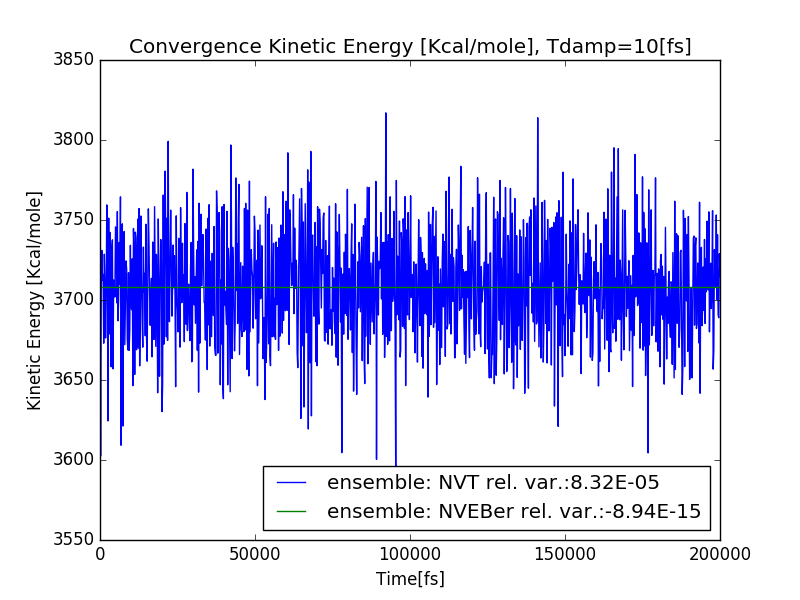 Convergence Kinetic Energy [Kcal/mole], Tdamp=10[fs]
3850
3800
3750
3700
3650
3600
3550
Kinetic Energy [Kcal/mole]
ensemble: NVT rel. var.:8.32E-05
ensemble: NVEBer rel. var.:-8.94E-15
0 50000 100000 150000 200000
Time[fs]